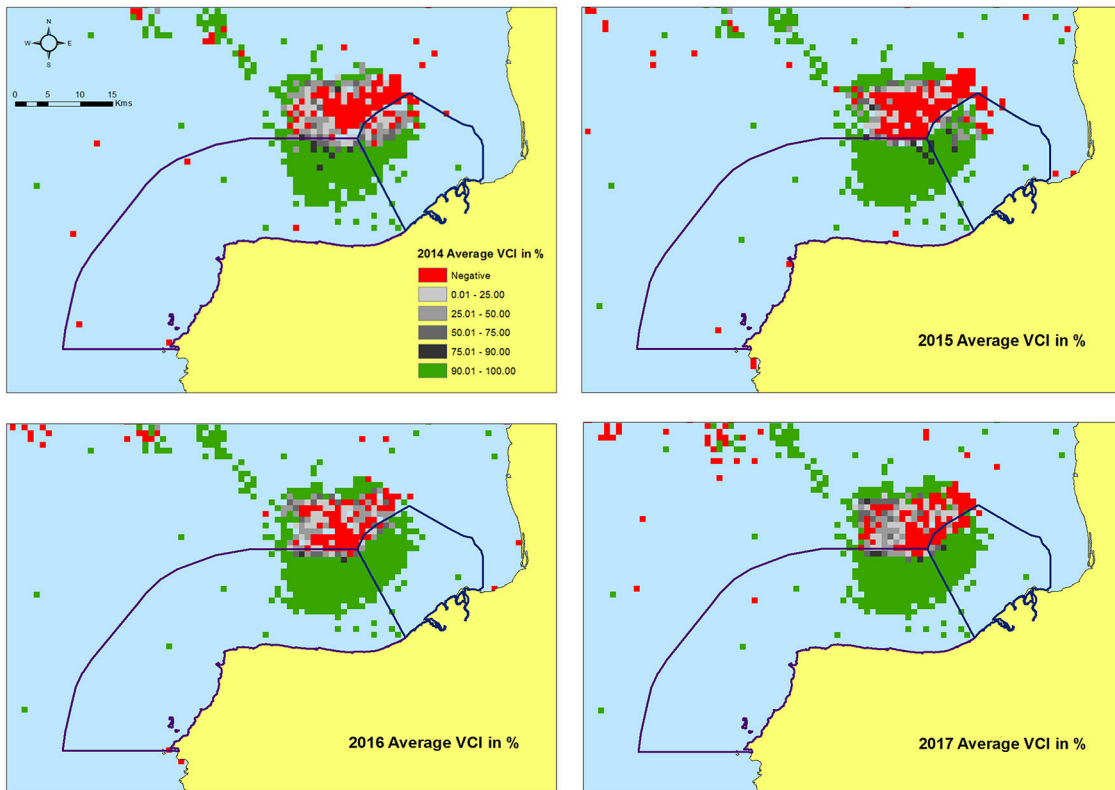 N
W E
S
0 5 10 15
Kms
2014 Average VCI in %
Negative
0.01 - 25.00
25.01 - 50.00
50.01 - 75.00
75.01 - 90.00
90.01 - 100.00
2015 Average VCI in %
2016 Average VCI in %
2017 Average VCI in %